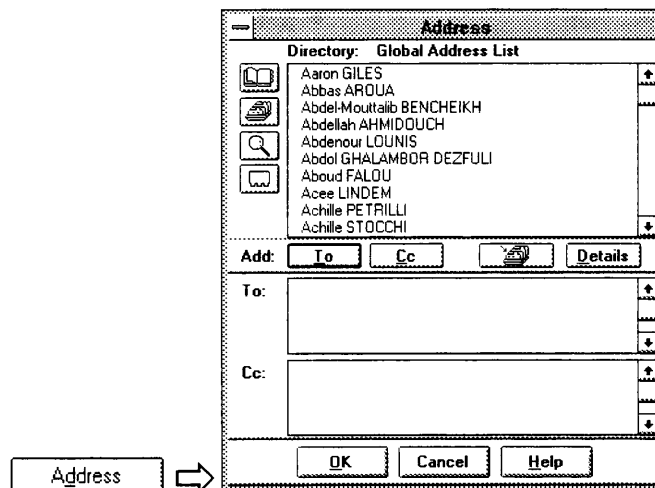 Address
Directory: Global Address List
Aaron GILES
Abbas AROUA
Abdel-Mouttalib BENCHEIKH
Abdellah AHMIDOUCH
Abdenour LOUNIS
Abdol GHALAMBOR DEZFULI
Aboud FALOU
Acee LINDEM
Achille PETRILLI
Achille STOCCHI
Add: To Cc Details
To:
Cc:
OK Cancel Help
Address